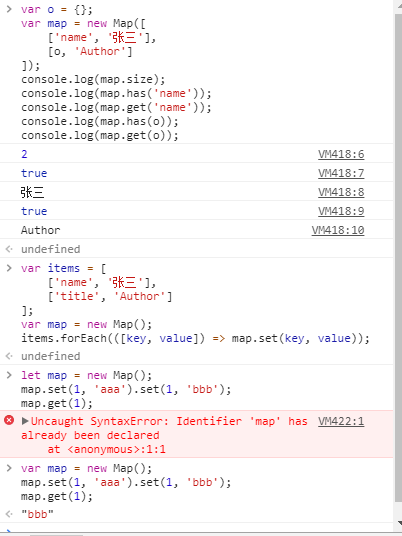 var o = {};
var map = new Map([
    ['name', '张三'],
    [o, 'Author']
]);
console.log(map.size);
console.log(map.has('name'));
console.log(map.get('name'));
console.log(map.has(o));
console.log(map.get(o));
2 VM418:6
true VM418:7
张三 VM418:8
true VM418:9
Author VM418:10
undefined
var items = [
    ['name', '张三'],
    ['title', 'Author']
];
var map = new Map();
items.forEach(([key, value]) => map.set(key, value));
undefined
let map = new Map();
map.set(1, 'aaa').set(1, 'bbb');
map.get(1);
Uncaught SyntaxError: Identifier 'map' has VM422:1
already been declared
    at <anonymous>:1:1
var map = new Map();
map.set(1, 'aaa').set(1, 'bbb');
map.get(1);
"bbb"